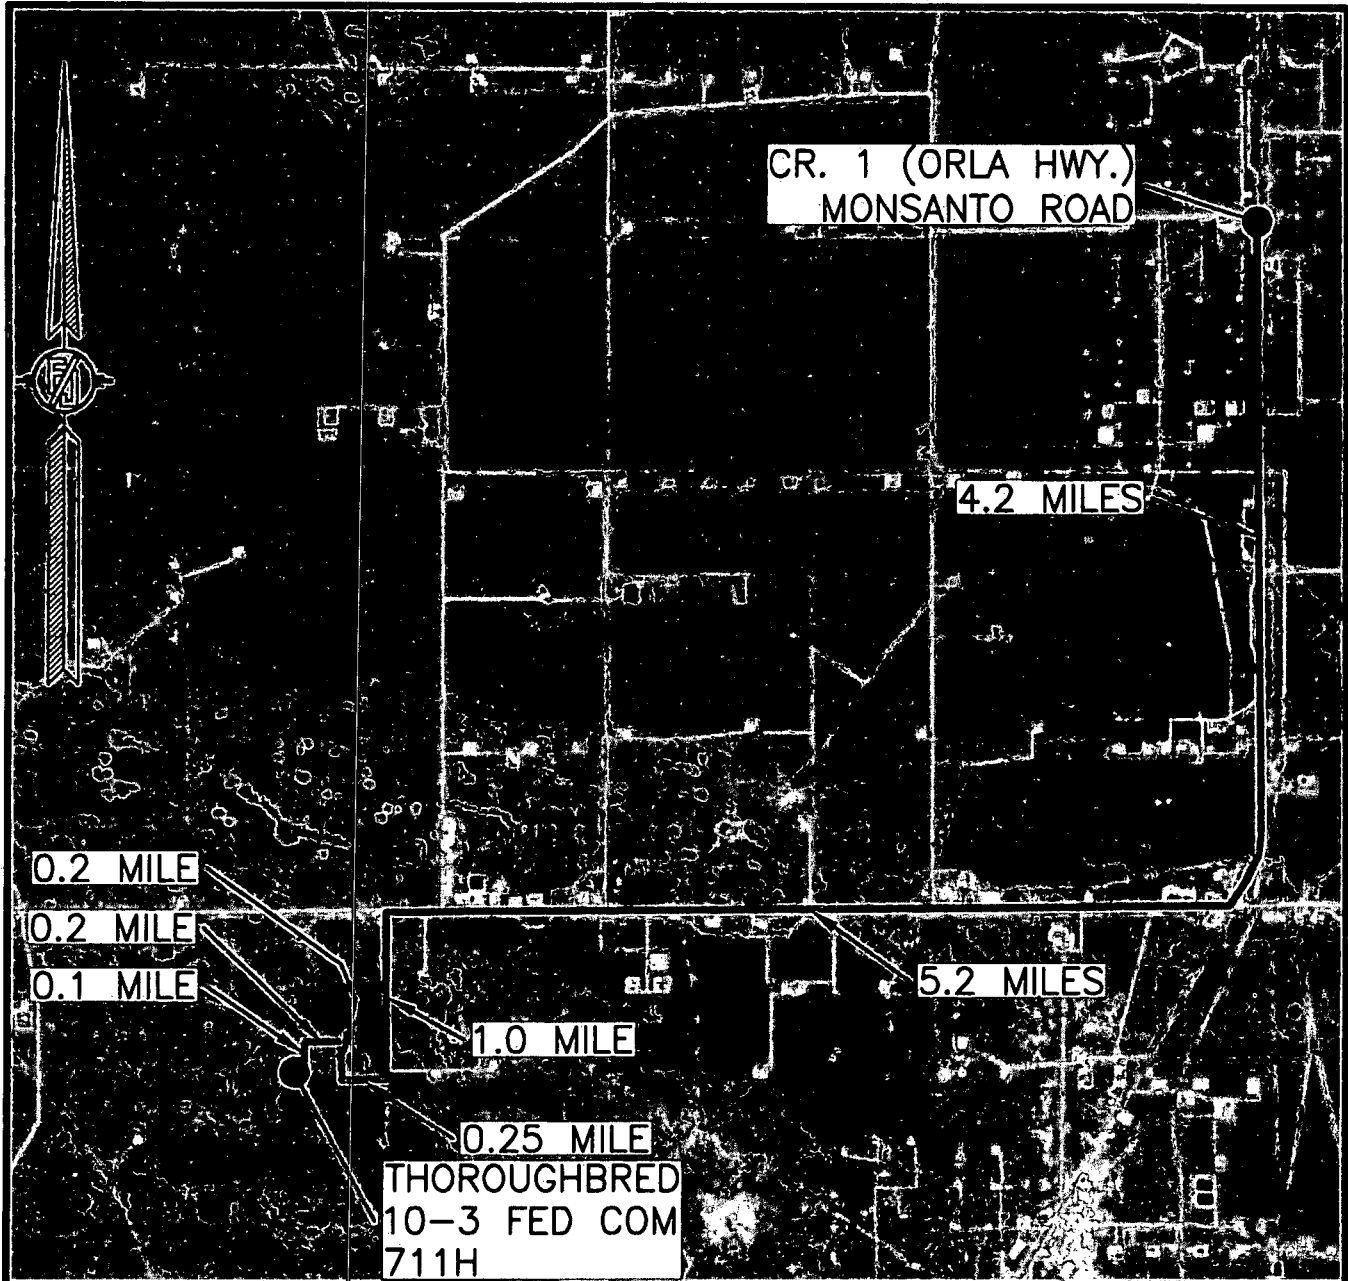 CR. 1 (ORLA HWY.)
MONSANTO ROAD
4.2 MILES
0.2 MILE
0.2 MILE
0.1 MILE
5.2 MILES
1.0 MILE
0.25 MILE
THOROUGHBRED
10-3 FED COM
711H